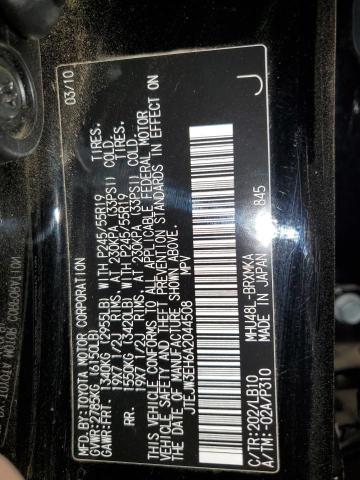 MFD. BY: TOYOTA MOTOR CORPORATION 03/10
GVWR: 2785KG (6150LB)
GAWR: FRT. 1340KG (2955LB) WITH P245/55R19 TIRES.
19X7 1/2J RIMS AT 230KPA (33PSI) COLD.
RR. 1550KG (3420LB) WITH P245/55R19 TIRES.
19X7 1/2J RIMS AT 230KPA (33PSI) COLD.
THIS VEHICLE CONFORMS TO ALL APPLICABLE FEDERAL MOTOR
VEHICLE SAFETY AND THEFT PREVENTION STANDARDS IN EFFECT ON
THE DATE OF MANUFACTURE SHOWN ABOVE.
JTEJW3EH6A2044508 MPV
J
845
MHU48L-BRXMKA
C/TR: 202/LB10 MADE IN JAPAN
A/TM: -02A/P310